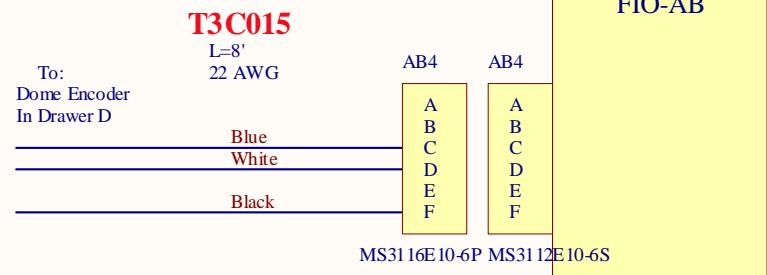 FIO-AB
T3C015
L=8'
22 AWG
To:
Dome Encoder
In Drawer D
AB4
AB4
A
B
C
D
E
F
A
B
C
D
E
F
Blue
White
Black
MS3116E10-6P
MS3112E10-6S